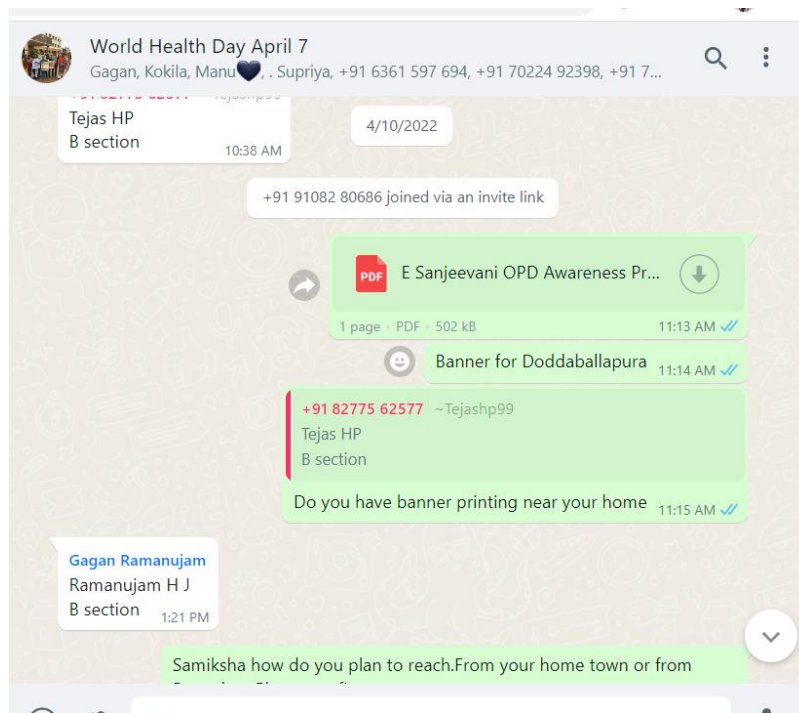 World Health Day April 7
Gagan, Kokila, Manu🖤, . Supriya, +91 6361 597 694, +91 70224 92398, +91 7...
Tejas HP
B section
10:38 AM
4/10/2022
+91 91082 80686 joined via an invite link
PDF E Sanjeevani OPD Awareness Pr...
1 page · PDF · 502 kB 11:13 AM
Banner for Doddaballapura 11:14 AM
+91 82775 62577 ~Tejashp99
Tejas HP
B section
Do you have banner printing near your home 11:15 AM
Gagan Ramanujam
Ramanujam H J
B section 1:21 PM
Samiksha how do you plan to reach.From your home town or from